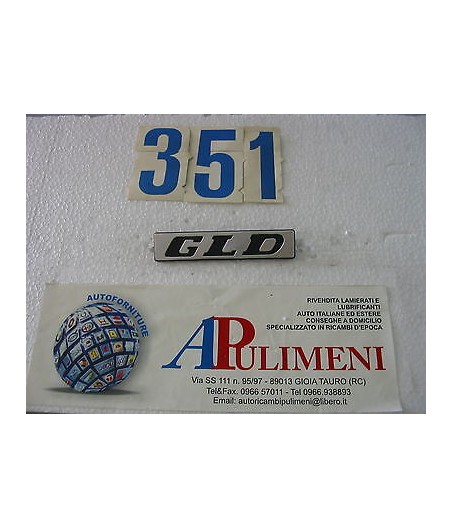 351
GLD
AUTOFORNITURE
RIVENDITA LAMIERATI E
LUBRIFICANTI
AUTO ITALIANE ED ESTERE
CONSEGHE A DOMICILIO
SPECIALIZZATO IN RICAMBI D'EPOCA
APULIMENI
Via SS 111 n. 95/97 - 89013 GIOIA TAURO (RC)
Tel&Fax. 0966 57011 - Tel 0966.938893
Email: autoricambipulimeni@libero.it